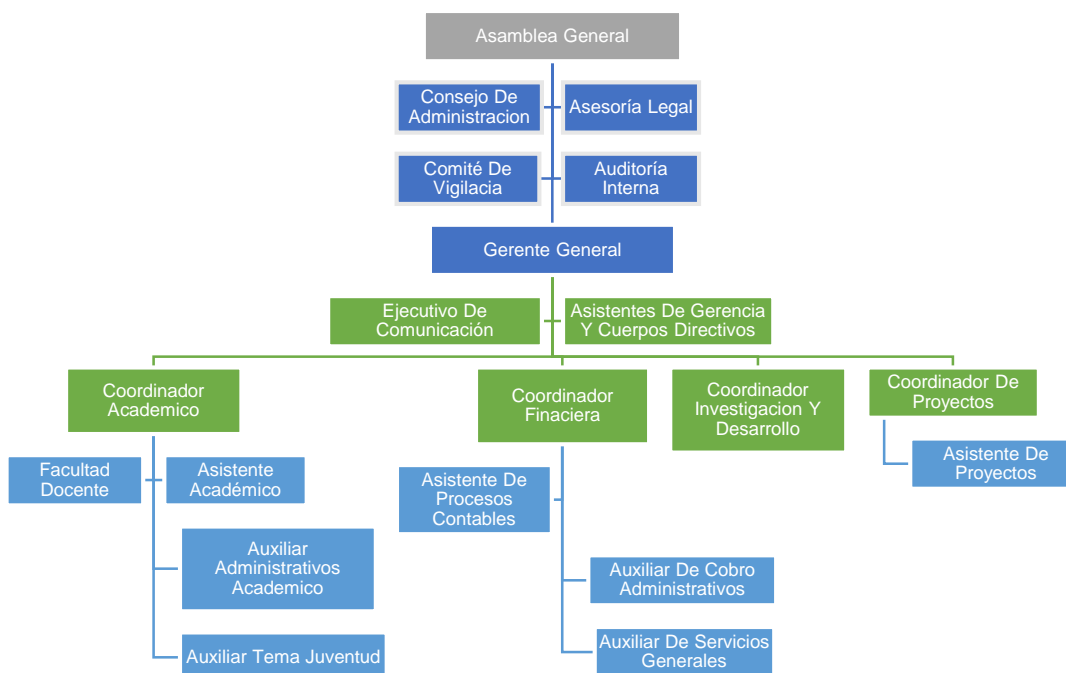 Asamblea General
Consejo De
Administracion
Asesoría Legal
Comité De
Vigilacia
Auditoría
Interna
Gerente General
Ejecutivo De
Comunicación
Asistentes De Gerencia
Y Cuerpos Directivos
Coordinador
Academico
Coordinador
Finaciera
Coordinador
Investigacion Y
Desarrollo
Coordinador De
Proyectos
Facultad
Docente
Asistente
Académico
Asistente De
Procesos
Contables
Asistente De
Proyectos
Auxiliar
Administrativos
Academico
Auxiliar De Cobro
Administrativos
Auxiliar Tema Juventud
Auxiliar De Servicios
Generales